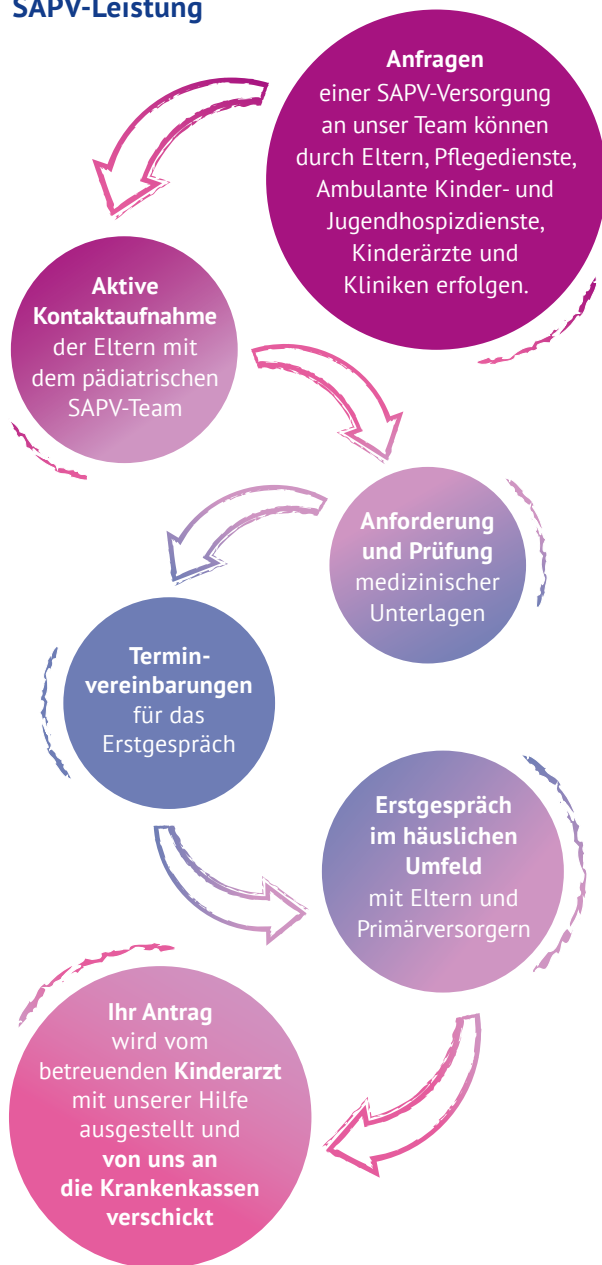 SAPV-Leistung
Anfragen
einer SAPV-Versorgung
an unser Team können
durch Eltern, Pflegedienste,
Ambulante Kinder- und
Jugendhospizdienste,
Kinderärzte und
Kliniken erfolgen.
Aktive
Kontaktaufnahme
der Eltern mit
dem pädiatrischen
SAPV-Team
Anforderung
und Prüfung
medizinischer
Unterlagen
Termin-
vereinbarungen
für das
Erstgespräch
Erstgespräch
im häuslichen
Umfeld
mit Eltern und
Primärversorgern
Ihr Antrag
wird vom
betreuenden Kinderarzt
mit unserer Hilfe
ausgestellt und
von uns an
die Krankenkassen
verschickt